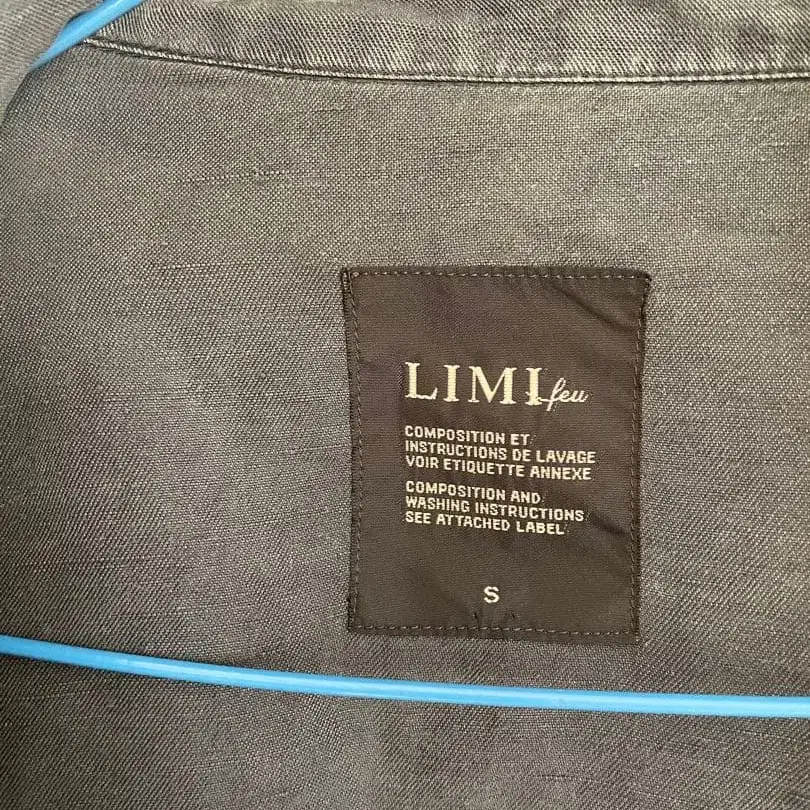 LIMI feu
COMPOSITION ET
INSTRUCTIONS DE LAVAGE
VOIR ETIQUETTE ANNEXE
COMPOSITION AND
WASHING INSTRUCTIONS
SEE ATTACHED LABEL
S